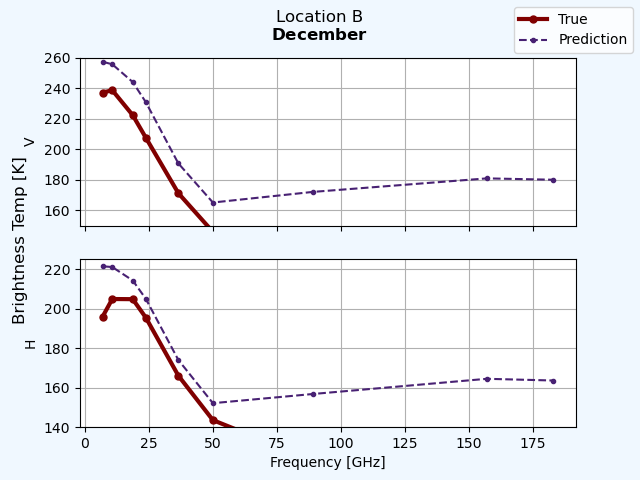 Location B
December
True
Prediction
Brightness Temp [K]
V
260
240
220
200
180
160
H
220
200
180
160
140
0
25
50
75
100
125
150
175
Frequency [GHz]